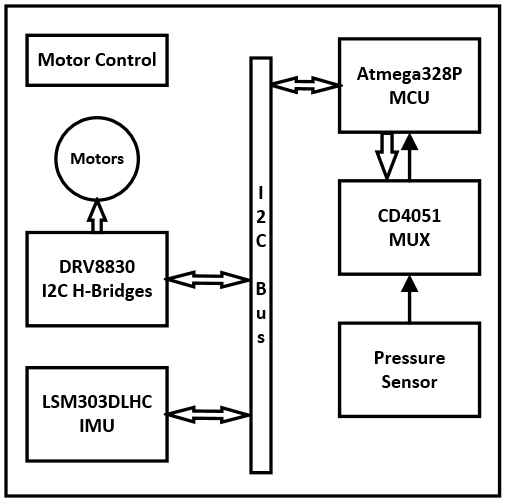 Motor Control
Motors
DRV8830
I2C H-Bridges
LSM303DLHC
IMU
I
2
C
B
u
s
Atmega328P
MCU
CD4051
MUX
Pressure
Sensor